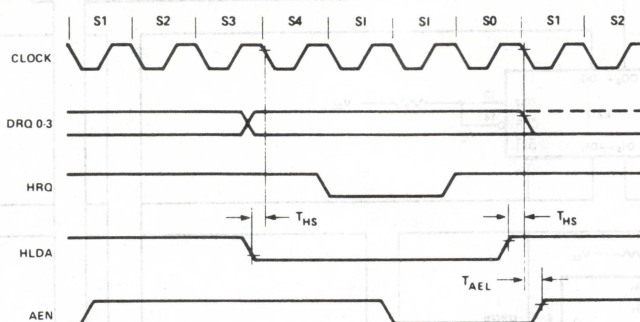 S1 S2 S3 S4 SI SI S0 S1 S2
CLOCK
DRQ 0-3
HRQ
THS THS
HLDA
TAEL
AEN